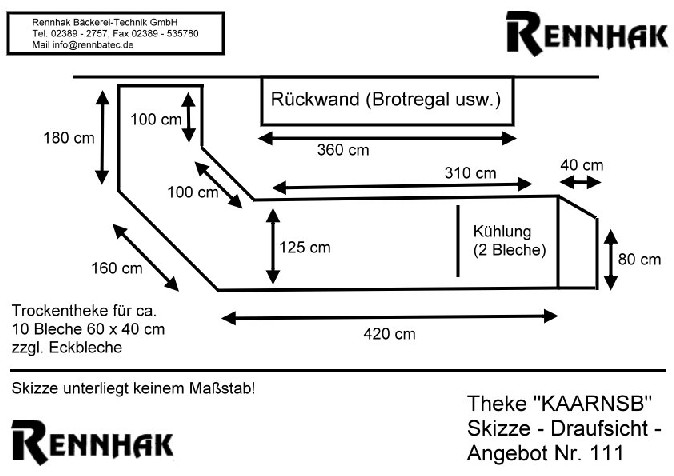 Rennhak Bäckerei-Technik GmbH
Tel. 02389 - 2757, Fax 02389 - 535780
Mail info@rennbatec.de
RENNHAK
Rückwand (Brotregal usw.)
180 cm
100 cm
360 cm
40 cm
310 cm
100 cm
Kühlung
(2 Bleche)
125 cm
80 cm
160 cm
Trockentheke für ca.
10 Bleche 60 x 40 cm
zzgl. Eckbleche
420 cm
Skizze unterliegt keinem Maßstab!
Theke "KAARNSB"
Skizze - Draufsicht -
Angebot Nr. 111
RENNHAK